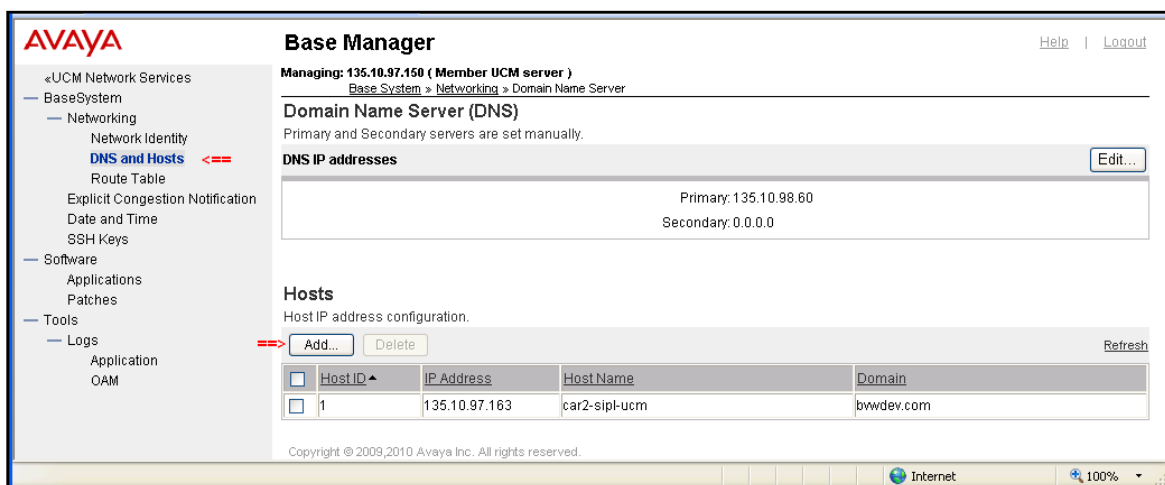 AVAYA
Base Manager
Help | Logout
«UCM Network Services
— BaseSystem
— Networking
Network Identity
DNS and Hosts <==
Route Table
Explicit Congestion Notification
Date and Time
SSH Keys
— Software
Applications
Patches
— Tools
— Logs
Application
OAM
Managing: 135.10.97.150 ( Member UCM server )
Base System » Networking » Domain Name Server
Domain Name Server (DNS)
Primary and Secondary servers are set manually.
DNS IP addresses Edit...
Primary: 135.10.98.60
Secondary: 0.0.0.0
Hosts
Host IP address configuration.
==> Add... Delete Refresh
Host ID IP Address Host Name Domain
1 135.10.97.163 car2-sipl-ucm bvwdev.com
Copyright © 2009,2010 Avaya Inc. All rights reserved.
Internet 100%